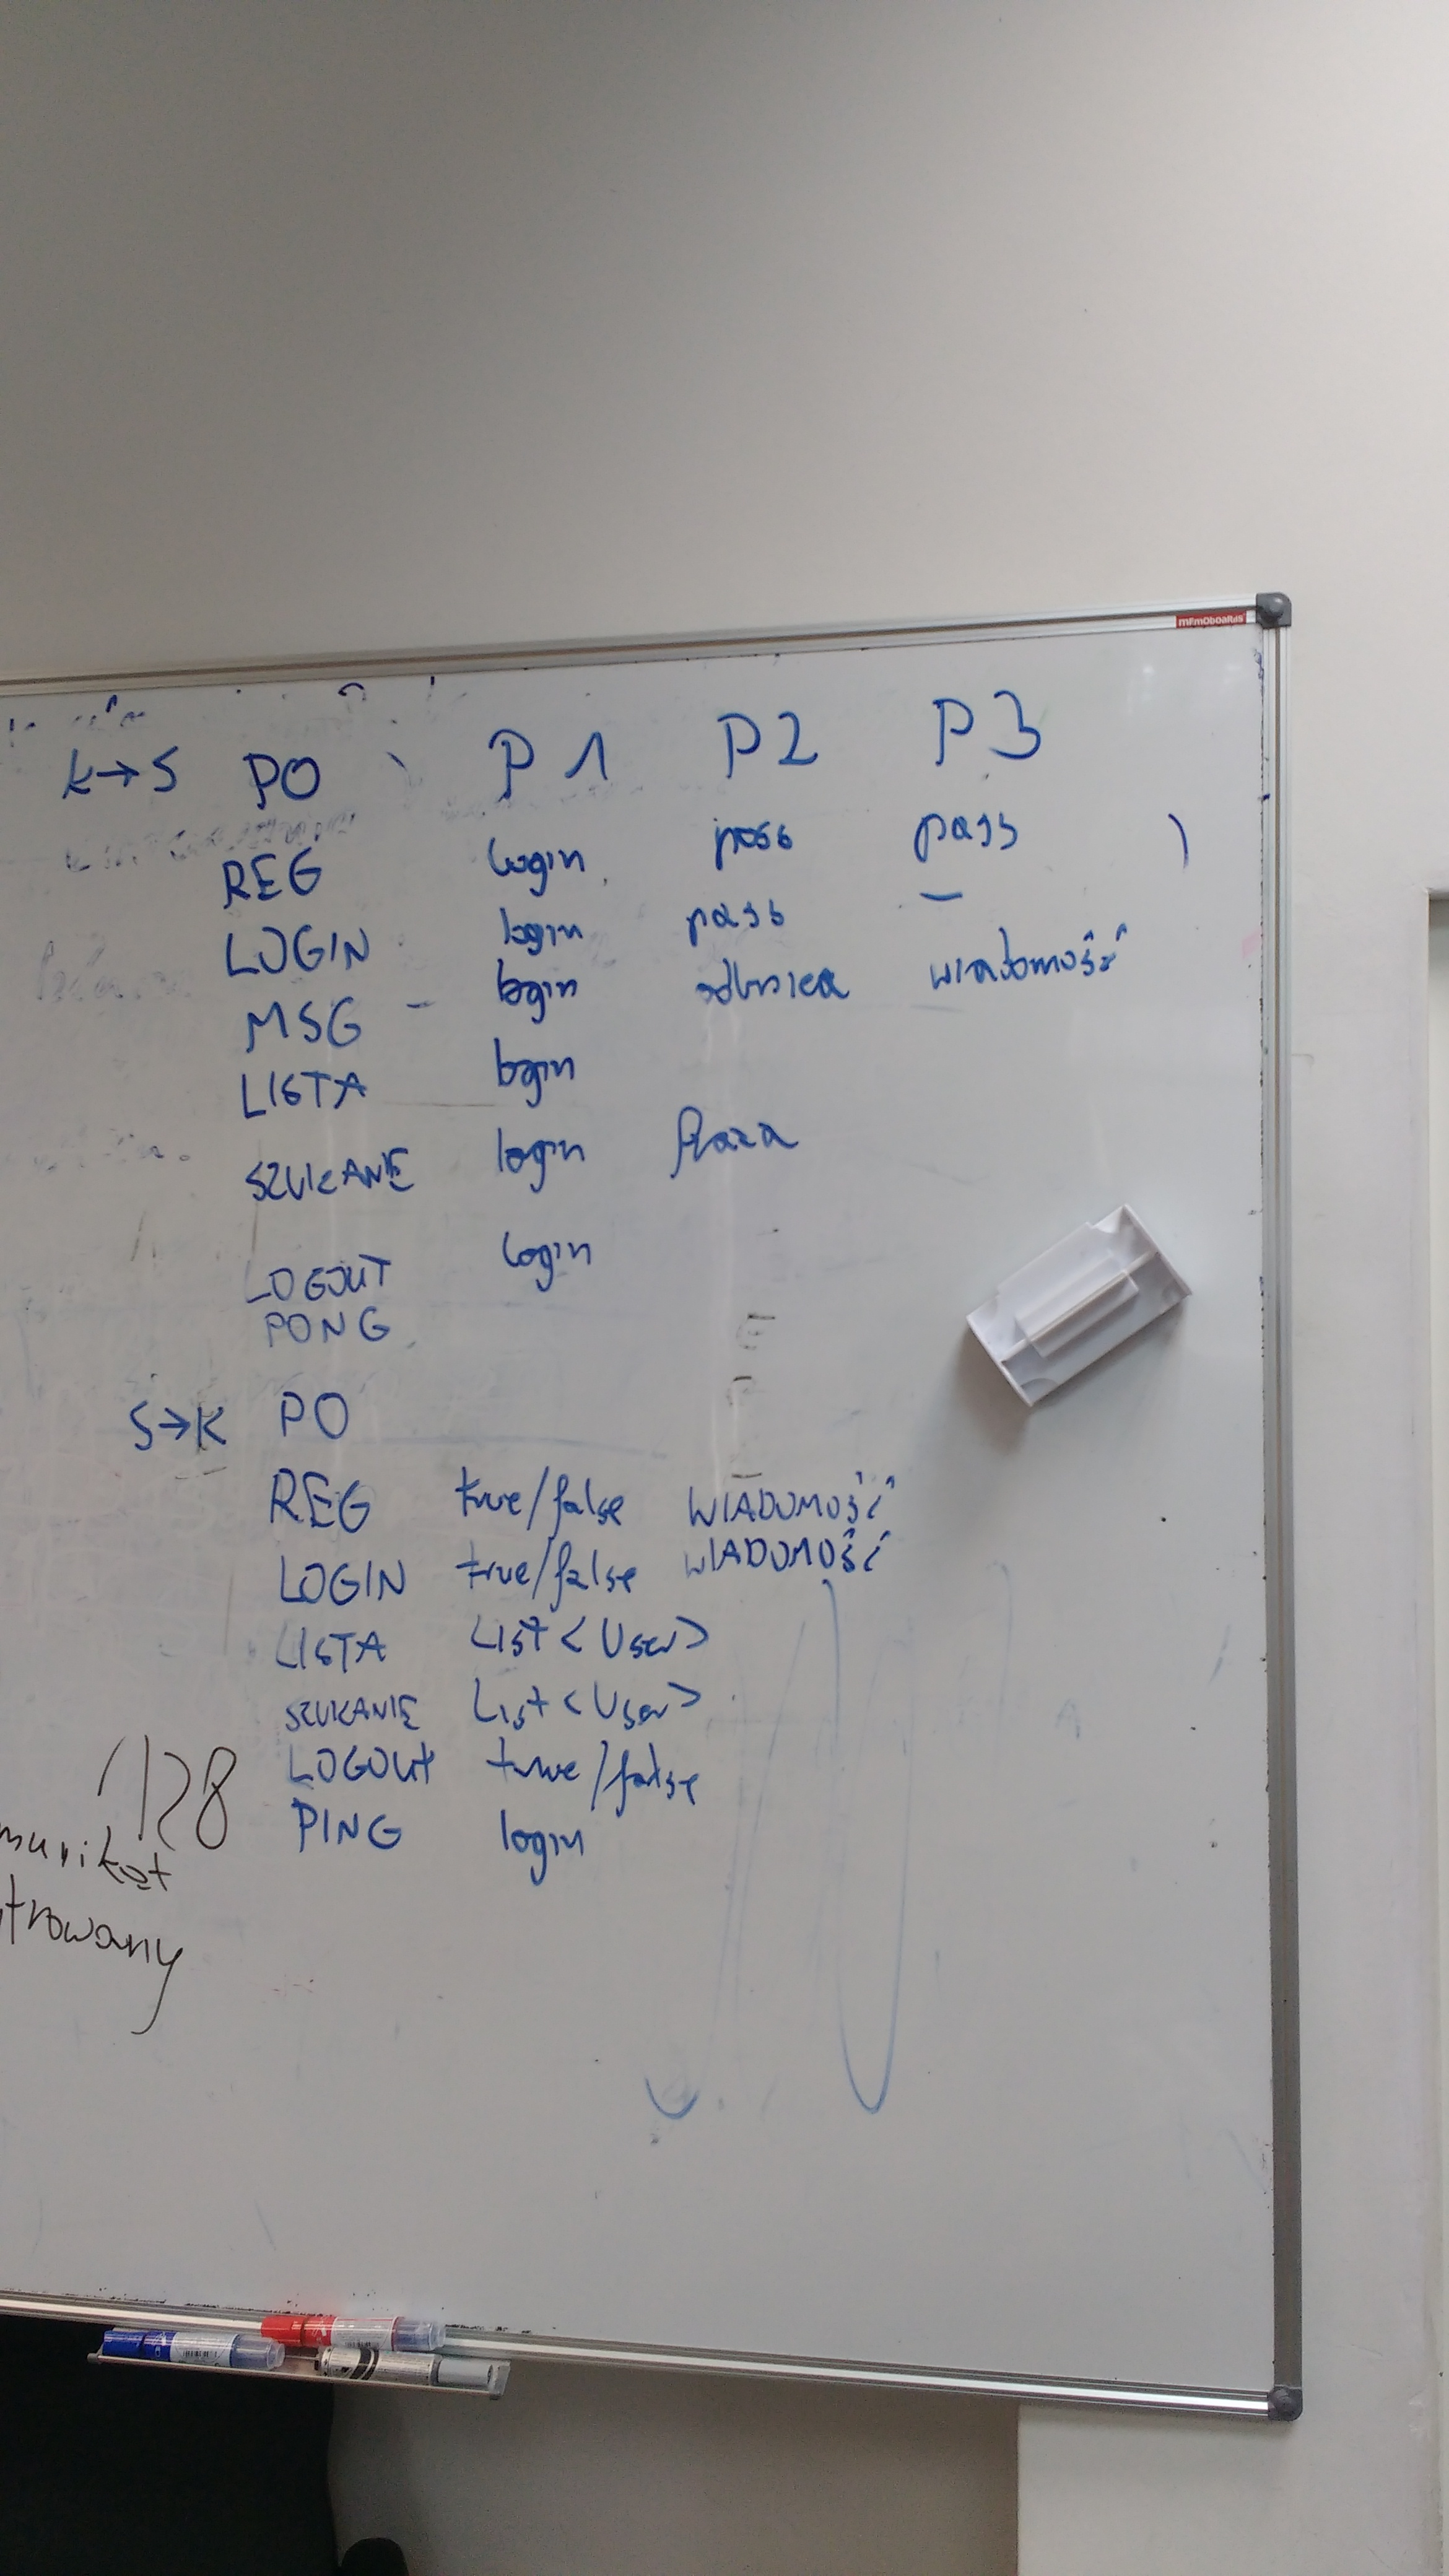 memoboards
K→S PO P1 P2 P3
REG login pass pass
LOGIN login pass —
MSG - login odbiorca wiadomość
LISTA login
SZUKANIE login fraza
LOGOUT login
PONG
S→K PO
REG true/false WIADOMOŚĆ
LOGIN true/false WIADOMOŚĆ
LISTA List<User>
SZUKANIE List<User>
LOGOUT true/false
PING login
128
munikat
trowany